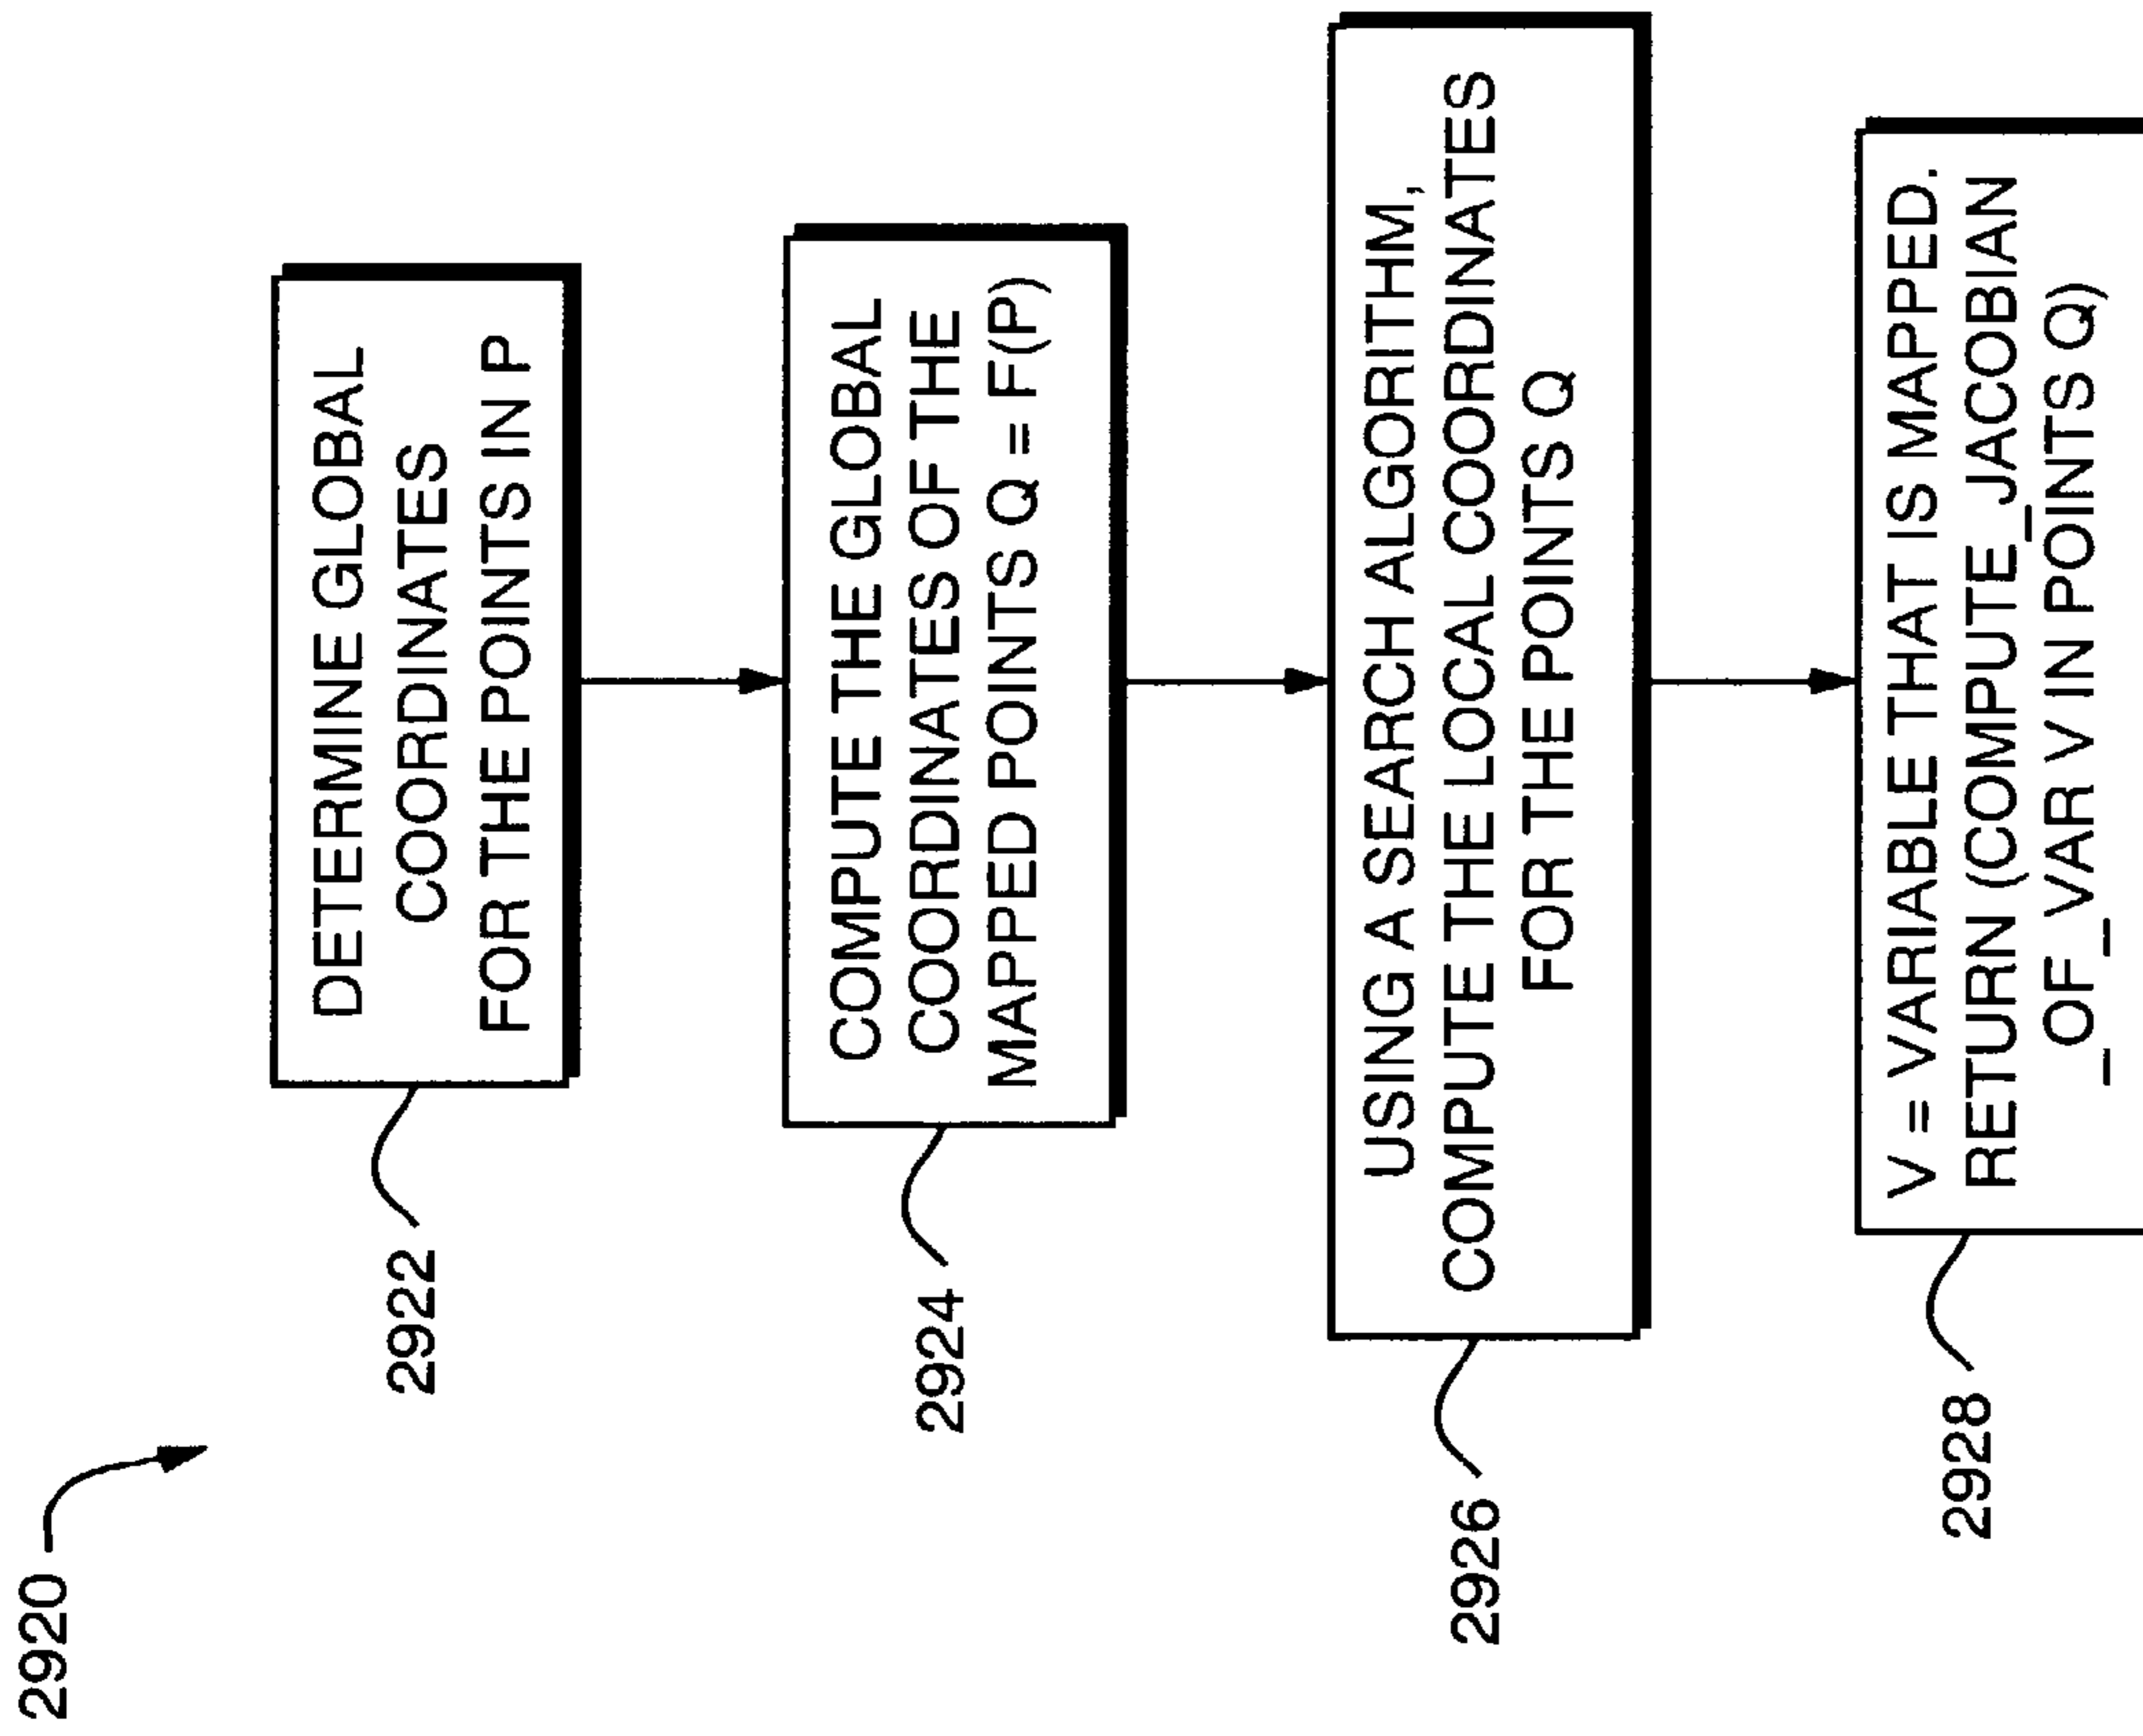 2920
2922
DETERMINE GLOBAL
COORDINATES
FOR THE POINTS IN P
2924
COMPUTE THE GLOBAL
COORDINATES OF THE
MAPPED POINTS Q = F(P)
2926
USING A SEARCH ALGORITHM,
COMPUTE THE LOCAL COORDINATES
FOR THE POINTS Q
2928
V = VARIABLE THAT IS MAPPED.
RETURN (COMPUTE_JACOBIAN
_OF_VAR V IN POINTS Q)